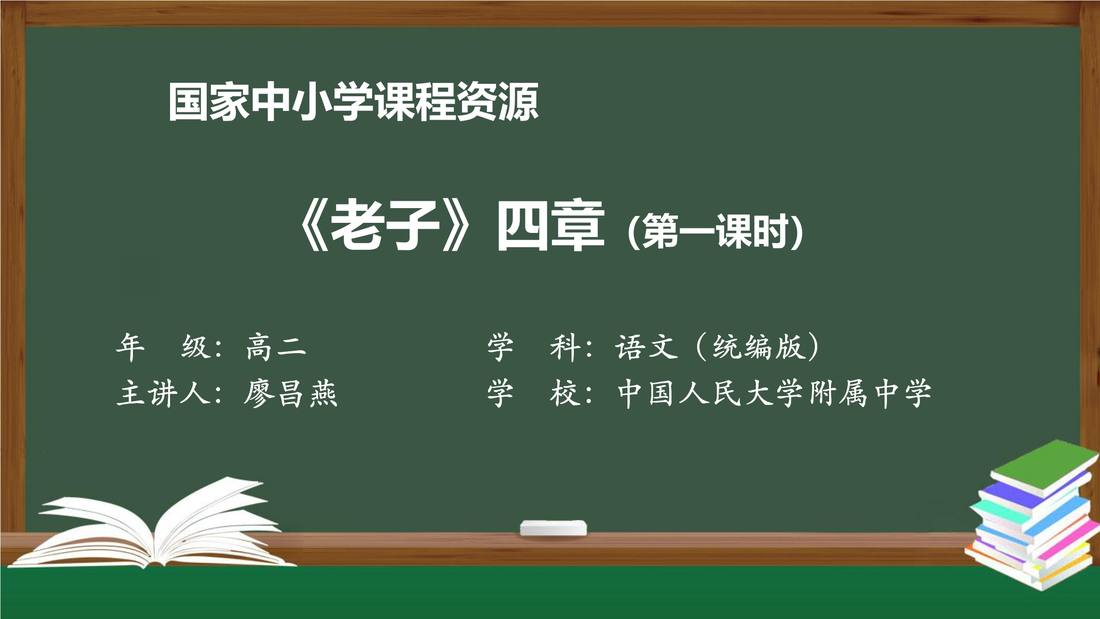 国家中小学课程资源
《老子》四章（第一课时）
年　级：高二　学　科：语文（统编版）
主讲人：廖昌燕　学　校：中国人民大学附属中学